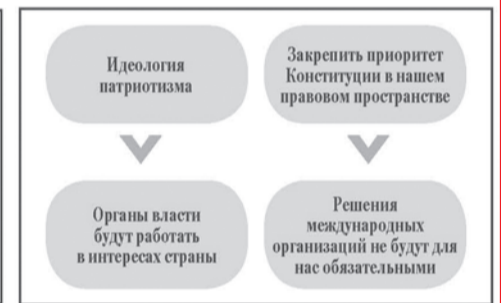 Идеология
патриотизма
Закрепить приоритет
Конституции в нашем
правовом пространстве
Органы власти
будут работать
в интересах страны
Решения
международных
организаций не будут для
нас обязательными